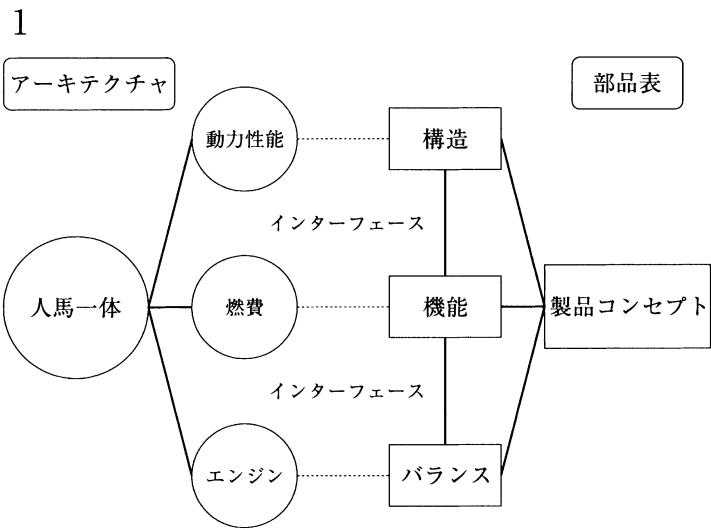 1
アーキテクチャ
部品表
動力性能
構造
インターフェース
人馬一体
燃費
機能
製品コンセプト
インターフェース
エンジン
バランス